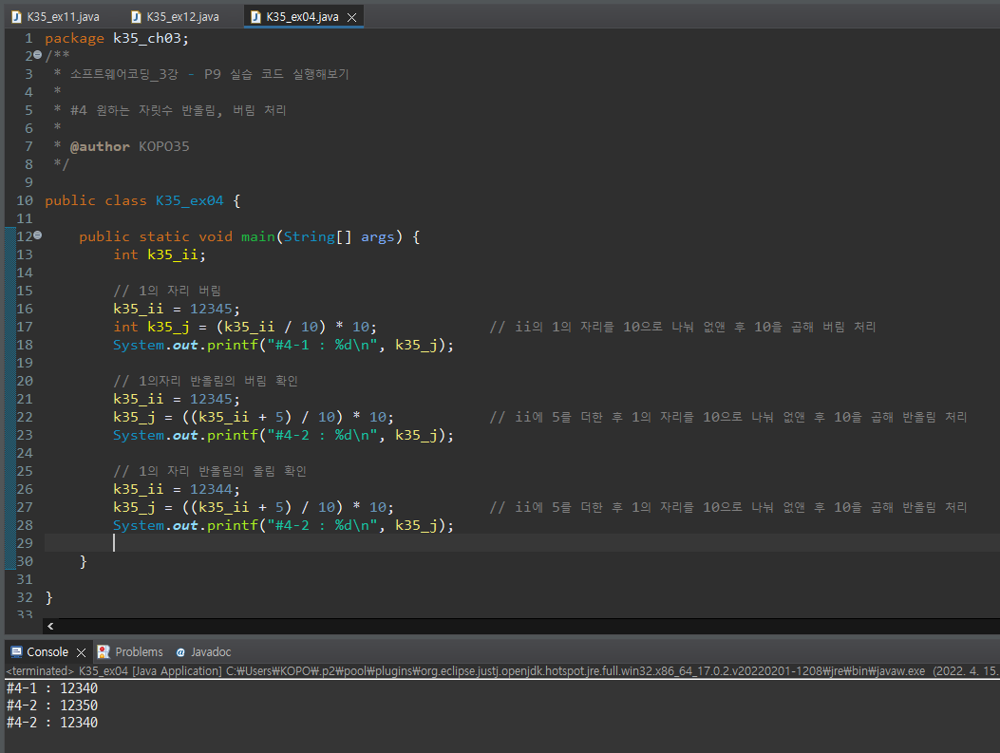 K35_ex11.java K35_ex12.java K35_ex04.java
1 package k35_ch03;
2 /**
3  * 소프트웨어코딩_3강 - P9 실습 코드 실행해보기
4  *
5  * #4 원하는 자릿수 반올림, 버림 처리
6  *
7  * @author KOPO35
8  */
9
10 public class K35_ex04 {
11
12     public static void main(String[] args) {
13         int k35_ii;
14
15         // 1의 자리 버림
16         k35_ii = 12345;
17         int k35_j = (k35_ii / 10) * 10;             // ii의 1의 자리를 10으로 나눠 없앤 후 10을 곱해 버림 처리
18         System.out.printf("#4-1 : %d\n", k35_j);
19
20         // 1의자리 반올림의 버림 확인
21         k35_ii = 12345;
22         k35_j = ((k35_ii + 5) / 10) * 10;           // ii에 5를 더한 후 1의 자리를 10으로 나눠 없앤 후 10을 곱해 반올림 처리
23         System.out.printf("#4-2 : %d\n", k35_j);
24
25         // 1의 자리 반올림의 올림 확인
26         k35_ii = 12344;
27         k35_j = ((k35_ii + 5) / 10) * 10;           // ii에 5를 더한 후 1의 자리를 10으로 나눠 없앤 후 10을 곱해 반올림 처리
28         System.out.printf("#4-2 : %d\n", k35_j);
29
30     }
31
32 }
33
Console Problems Javadoc
<terminated> K35_ex04 [Java Application] C:₩Users₩KOPO₩.p2₩pool₩plugins₩org.eclipse.justj.openjdk.hotspot.jre.full.win32.x86_64_17.0.2.v20220201-1208₩jre₩bin₩javaw.exe (2022. 4. 15.
#4-1 : 12340
#4-2 : 12350
#4-2 : 12340